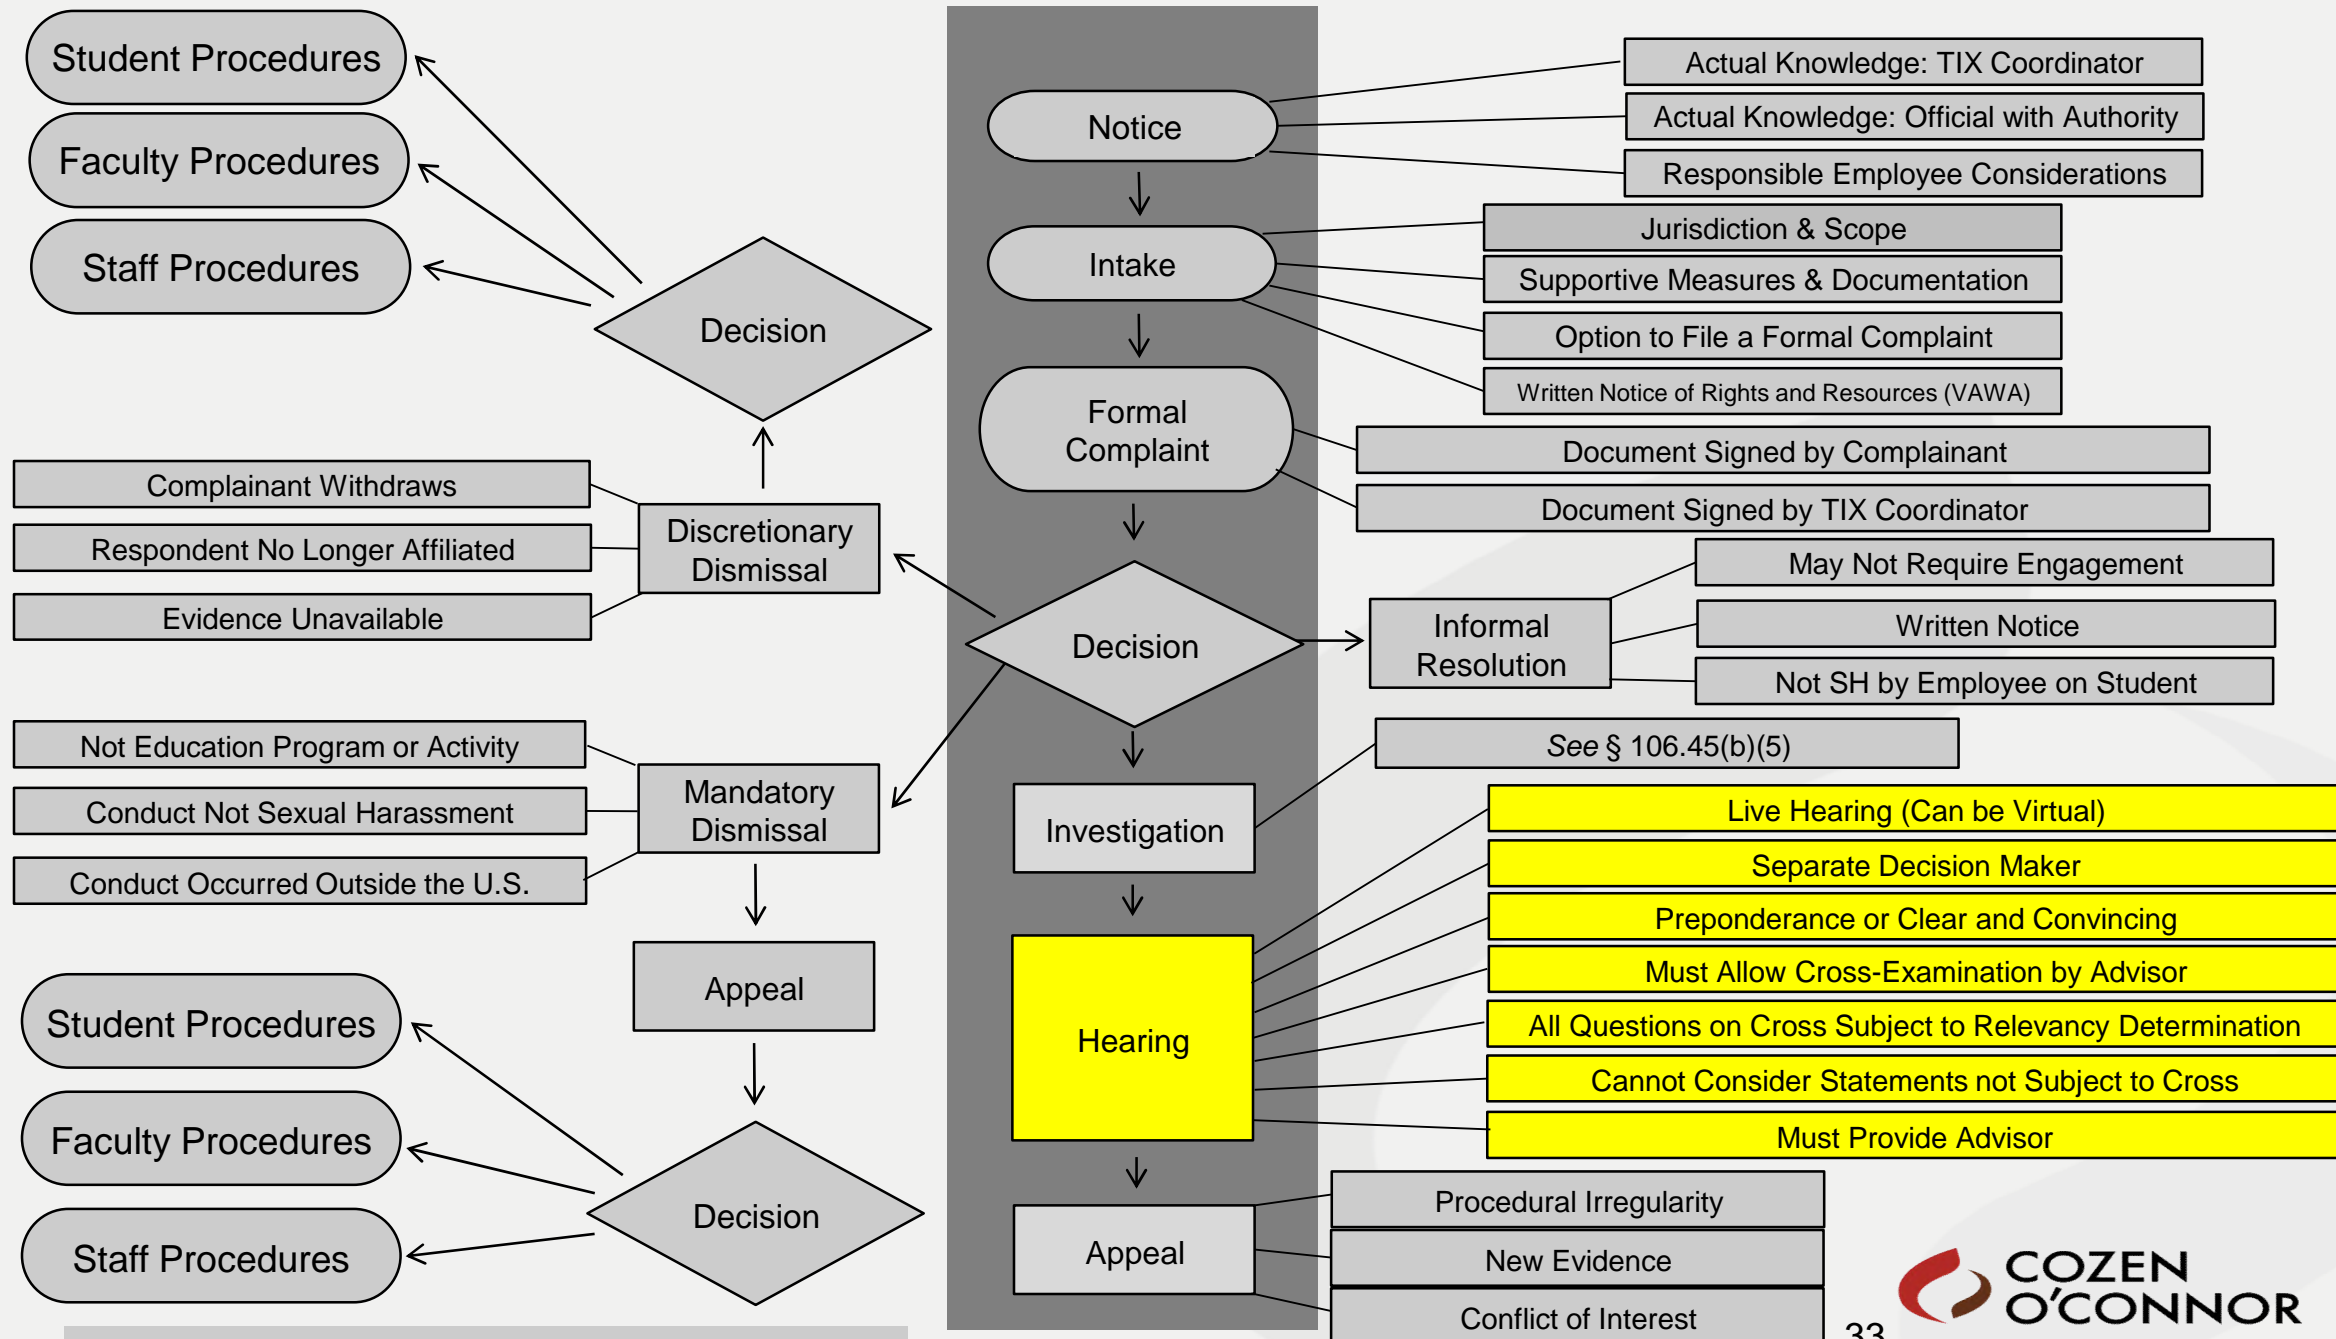 Student Procedures
Faculty Procedures
Staff Procedures
Decision
Complainant Withdraws
Respondent No Longer Affiliated
Evidence Unavailable
Discretionary
Dismissal
Not Education Program or Activity
Conduct Not Sexual Harassment
Conduct Occurred Outside the U.S.
Mandatory
Dismissal
Appeal
Student Procedures
Faculty Procedures
Staff Procedures
Decision
Notice
Actual Knowledge: TIX Coordinator
Actual Knowledge: Official with Authority
Responsible Employee Considerations
Intake
Jurisdiction & Scope
Supportive Measures & Documentation
Option to File a Formal Complaint
Written Notice of Rights and Resources (VAWA)
Formal
Complaint
Document Signed by Complainant
Document Signed by TIX Coordinator
Decision
Informal
Resolution
May Not Require Engagement
Written Notice
Not SH by Employee on Student
Investigation
See § 106.45(b)(5)
Hearing
Live Hearing (Can be Virtual)
Separate Decision Maker
Preponderance or Clear and Convincing
Must Allow Cross-Examination by Advisor
All Questions on Cross Subject to Relevancy Determination
Cannot Consider Statements not Subject to Cross
Must Provide Advisor
Appeal
Procedural Irregularity
New Evidence
Conflict of Interest
33
COZEN
O'CONNOR